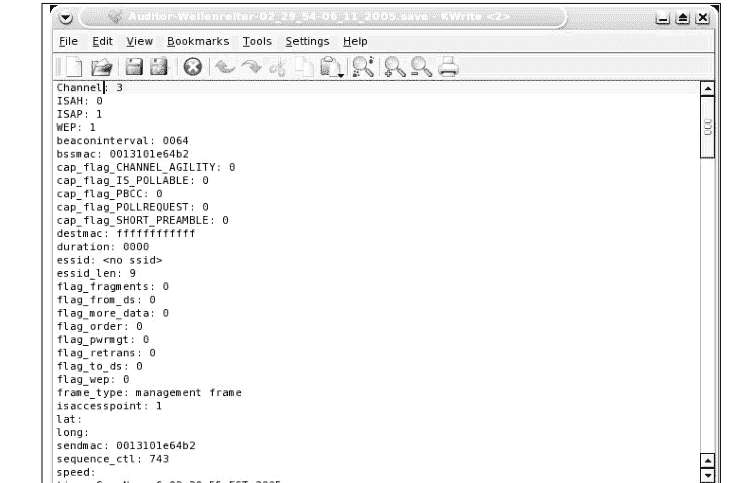 Auditor-Wellenreiter-02_29_54-06_11_2005.save - KWrite <2>
File Edit View Bookmarks Tools Settings Help
Channel: 3
ISAH: 0
ISAP: 1
WEP: 1
beaconinterval: 0064
bssmac: 0013101e64b2
cap_flag_CHANNEL_AGILITY: 0
cap_flag_IS_POLLABLE: 0
cap_flag_PBCC: 0
cap_flag_POLLREQUEST: 0
cap_flag_SHORT_PREAMBLE: 0
destmac: ffffffffffff
duration: 0000
essid: <no ssid>
essid_len: 9
flag_fragments: 0
flag_from_ds: 0
flag_more_data: 0
flag_order: 0
flag_pwrmgt: 0
flag_retrans: 0
flag_to_ds: 0
flag_wep: 0
frame_type: management frame
isaccesspoint: 1
lat:
long:
sendmac: 0013101e64b2
sequence_ctl: 743
speed: